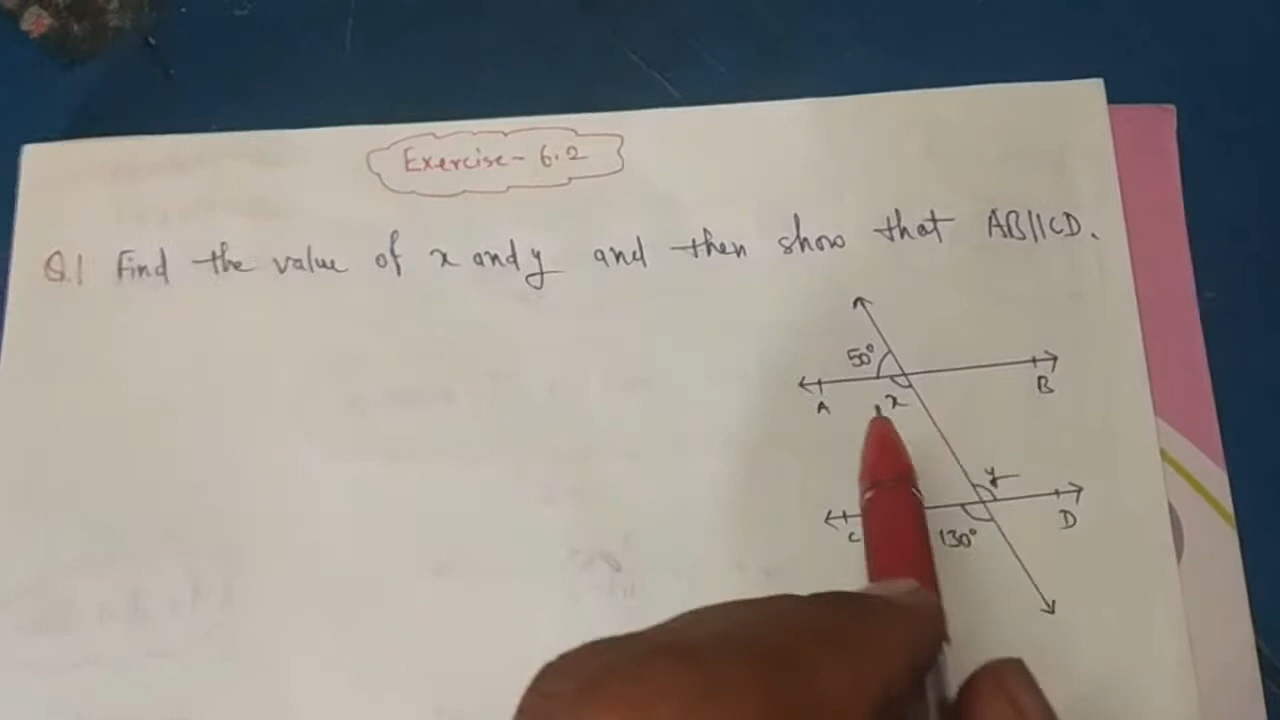 Exercise- 6.2
Q.1 Find the value of x and y and then show that AB||CD.
50°
A
B
x
y
C
D
130°